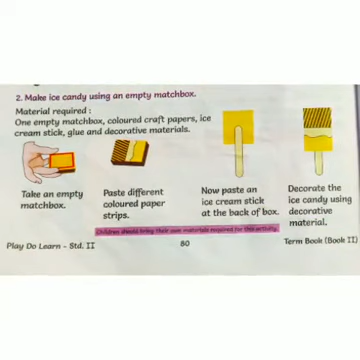 2. Make ice candy using an empty matchbox.
Material required :
One empty matchbox, coloured craft papers, ice
cream stick, glue and decorative materials.
Take an empty
matchbox.
Paste different
coloured paper
strips.
Now paste an
ice cream stick
at the back of box.
Decorate the
ice candy using
decorative
material.
Children should bring their own materials required for this activity.
Play Do Learn - Std. II
80
Term Book (Book II)